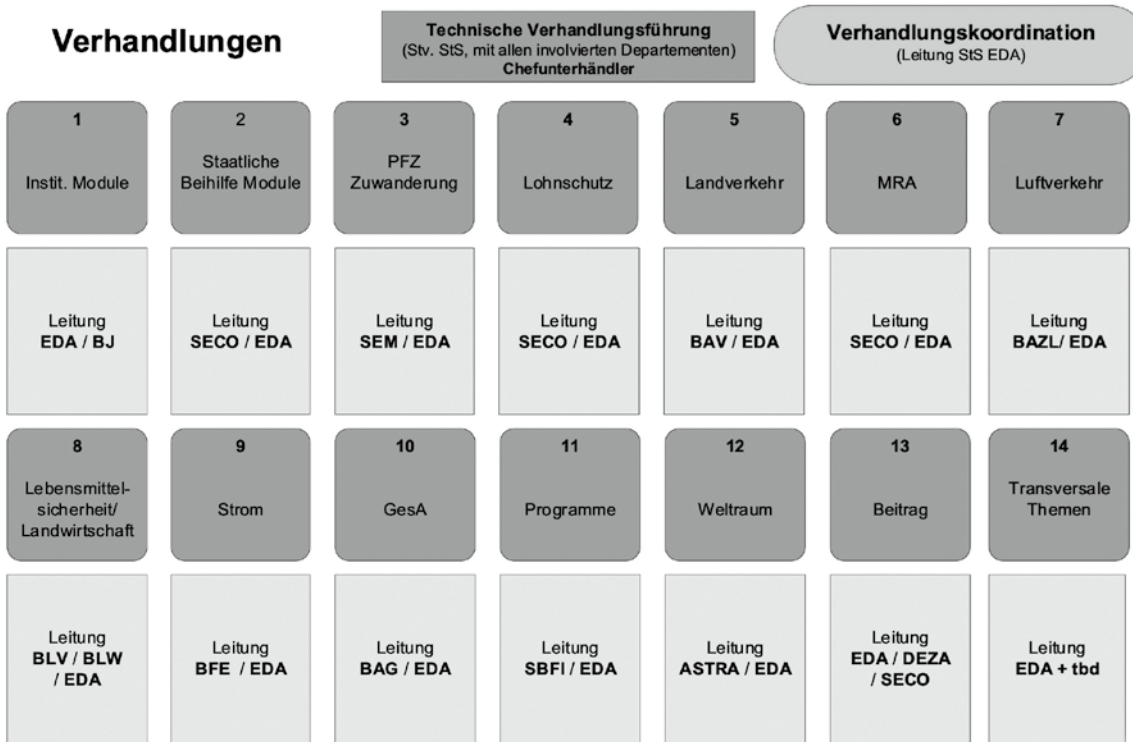 Verhandlungen
Technische Verhandlungsführung
(Stv. StS, mit allen involvierten Departementen)
Chefunterhändler
Verhandlungskoordination
(Leitung StS EDA)
1
Instit. Module
2
Staatliche
Beihilfe Module
3
PFZ
Zuwanderung
4
Lohnschutz
5
Landverkehr
6
MRA
7
Luftverkehr
Leitung
EDA / BJ
Leitung
SECO / EDA
Leitung
SEM / EDA
Leitung
SECO / EDA
Leitung
BAV / EDA
Leitung
SECO / EDA
Leitung
BAZL/ EDA
8
Lebensmittel-
sicherheit/
Landwirtschaft
9
Strom
10
GesA
11
Programme
12
Weltraum
13
Beitrag
14
Transversale
Themen
Leitung
BLV / BLW
/ EDA
Leitung
BFE / EDA
Leitung
BAG / EDA
Leitung
SBFI / EDA
Leitung
ASTRA / EDA
Leitung
EDA / DEZA
/ SECO
Leitung
EDA + tbd